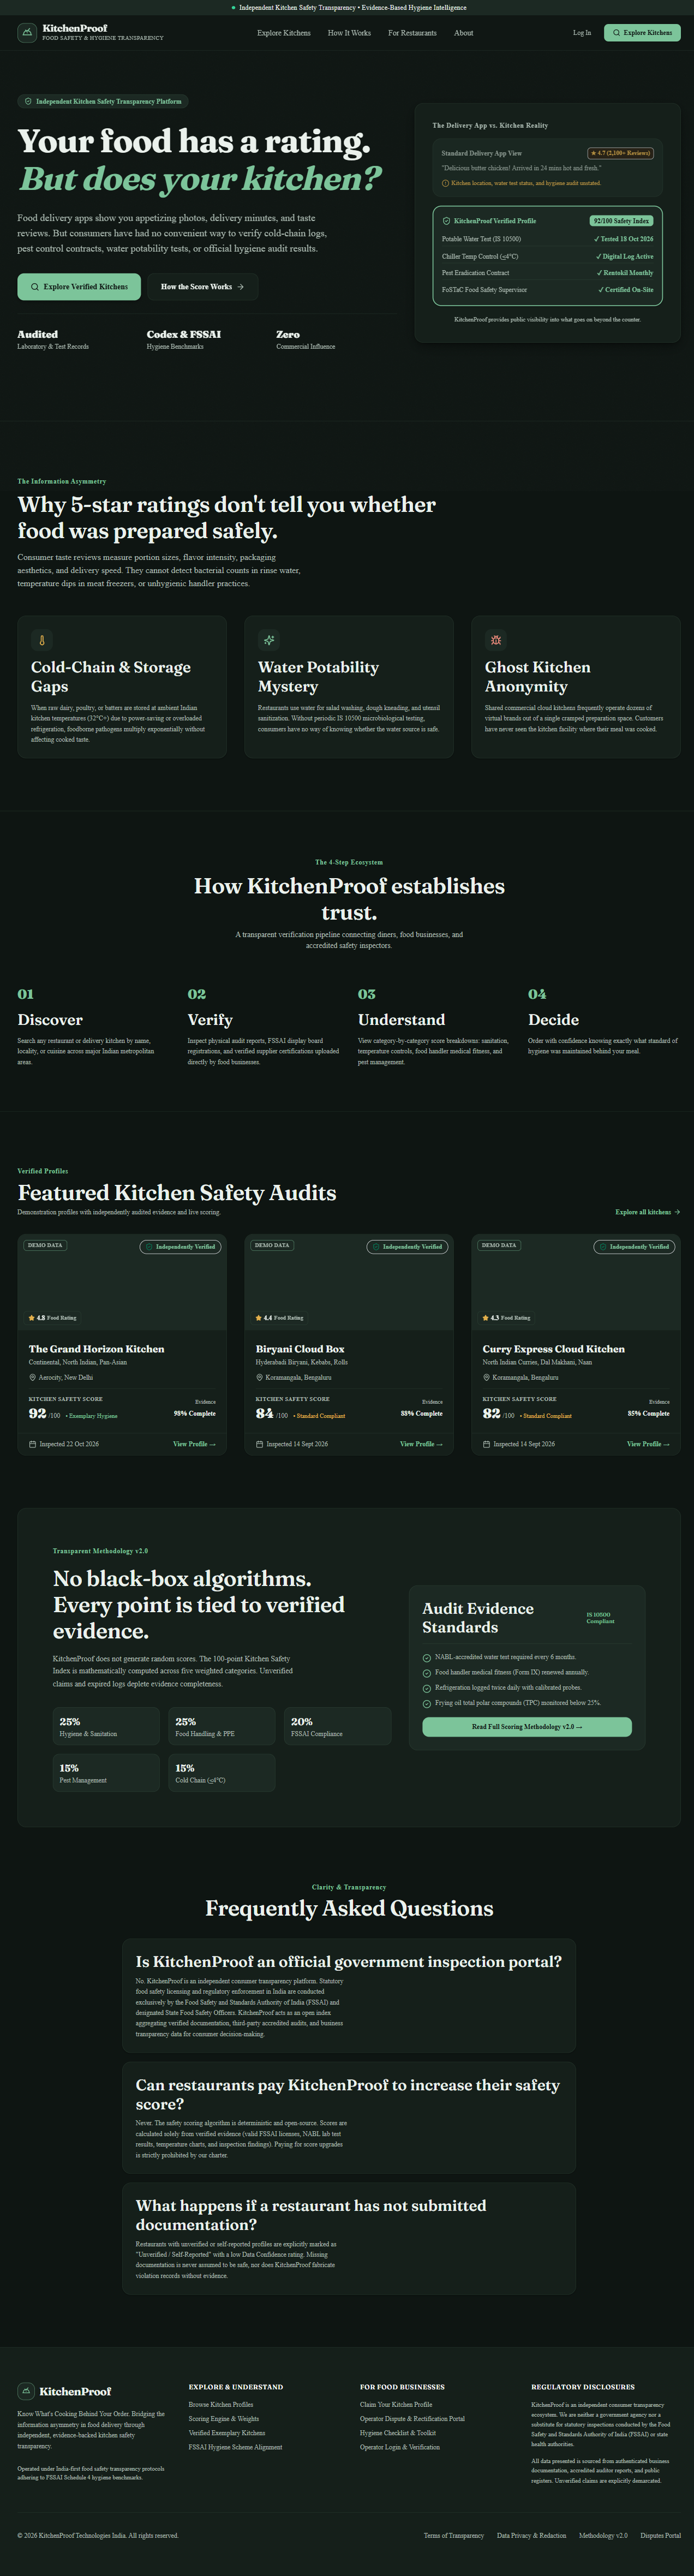 Independent Kitchen Safety Transparency • Evidence-Based Hygiene Intelligence
KitchenProof
FOOD SAFETY & HYGIENE TRANSPARENCY
Explore Kitchens
How It Works
For Restaurants
About
Log In
Explore Kitchens
Independent Kitchen Safety Transparency Platform
Your food has a rating.
But does your kitchen?
Food delivery apps show you appetizing photos, delivery minutes, and taste
reviews. But consumers have had no convenient way to verify cold-chain logs,
pest control contracts, water potability tests, or official hygiene audit results.
Explore Verified Kitchens
How the Score Works →
Audited
Laboratory & Test Records
Codex & FSSAI
Hygiene Benchmarks
Zero
Commercial Influence
The Delivery App vs. Kitchen Reality
Standard Delivery App View
★ 4.7 (2,100+ Reviews)
"Delicious butter chicken! Arrived in 24 mins hot and fresh."
Kitchen location, water test status, and hygiene audit unstated.
KitchenProof Verified Profile
92/100 Safety Index
Potable Water Test (IS 10500)
✓ Tested 18 Oct 2026
Chiller Temp Control (≤4°C)
✓ Digital Log Active
Pest Eradication Contract
✓ Rentokil Monthly
FoSTaC Food Safety Supervisor
✓ Certified On-Site
KitchenProof provides public visibility into what goes on beyond the counter.
The Information Asymmetry
Why 5-star ratings don't tell you whether
food was prepared safely.
Consumer taste reviews measure portion sizes, flavor intensity, packaging
aesthetics, and delivery speed. They cannot detect bacterial counts in rinse water,
temperature dips in meat freezers, or unhygienic handler practices.
Cold-Chain & Storage
Gaps
When raw dairy, poultry, or batters are stored at ambient Indian
kitchen temperatures (32°C+) due to power-saving or overloaded
refrigeration, foodborne pathogens multiply exponentially without
affecting cooked taste.
Water Potability
Mystery
Restaurants use water for salad washing, dough kneading, and utensil
sanitization. Without periodic IS 10500 microbiological testing,
consumers have no way of knowing whether the water source is safe.
Ghost Kitchen
Anonymity
Shared commercial cloud kitchens frequently operate dozens of
virtual brands out of a single cramped preparation space. Customers
have never seen the kitchen facility where their meal was cooked.
The 4-Step Ecosystem
How KitchenProof establishes
trust.
A transparent verification pipeline connecting diners, food businesses, and
accredited safety inspectors.
01
Discover
Search any restaurant or delivery kitchen by name,
locality, or cuisine across major Indian metropolitan
areas.
02
Verify
Inspect physical audit reports, FSSAI display board
registrations, and verified supplier certifications uploaded
directly by food businesses.
03
Understand
View category-by-category score breakdowns: sanitation,
temperature controls, food handler medical fitness, and
pest management.
04
Decide
Order with confidence knowing exactly what standard of
hygiene was maintained behind your meal.
Verified Profiles
Featured Kitchen Safety Audits
Demonstration profiles with independently audited evidence and live scoring.
Explore all kitchens →
DEMO DATA
Independently Verified
★ 4.8 Food Rating
The Grand Horizon Kitchen
Continental, North Indian, Pan-Asian
Aerocity, New Delhi
KITCHEN SAFETY SCORE
Evidence
92 /100 • Exemplary Hygiene
98% Complete
Inspected 22 Oct 2026
View Profile →
DEMO DATA
Independently Verified
★ 4.4 Food Rating
Biryani Cloud Box
Hyderabadi Biryani, Kebabs, Rolls
Koramangala, Bengaluru
KITCHEN SAFETY SCORE
Evidence
84 /100 • Standard Compliant
88% Complete
Inspected 14 Sept 2026
View Profile →
DEMO DATA
Independently Verified
★ 4.3 Food Rating
Curry Express Cloud Kitchen
North Indian Curries, Dal Makhani, Naan
Koramangala, Bengaluru
KITCHEN SAFETY SCORE
Evidence
82 /100 • Standard Compliant
85% Complete
Inspected 14 Sept 2026
View Profile →
Transparent Methodology v2.0
No black-box algorithms.
Every point is tied to verified
evidence.
KitchenProof does not generate random scores. The 100-point Kitchen Safety
Index is mathematically computed across five weighted categories. Unverified
claims and expired logs deplete evidence completeness.
25%
Hygiene & Sanitation
25%
Food Handling & PPE
20%
FSSAI Compliance
15%
Pest Management
15%
Cold Chain (≤4°C)
Audit Evidence
Standards
IS 10500
Compliant
NABL-accredited water test required every 6 months.
Food handler medical fitness (Form IX) renewed annually.
Refrigeration logged twice daily with calibrated probes.
Frying oil total polar compounds (TPC) monitored below 25%.
Read Full Scoring Methodology v2.0 →
Clarity & Transparency
Frequently Asked Questions
Is KitchenProof an official government inspection portal?
No. KitchenProof is an independent consumer transparency platform. Statutory
food safety licensing and regulatory enforcement in India are conducted
exclusively by the Food Safety and Standards Authority of India (FSSAI) and
designated State Food Safety Officers. KitchenProof acts as an open index
aggregating verified documentation, third-party accredited audits, and business
transparency data for consumer decision-making.
Can restaurants pay KitchenProof to increase their safety
score?
Never. The safety scoring algorithm is deterministic and open-source. Scores are
calculated solely from verified evidence (valid FSSAI licenses, NABL lab test
results, temperature charts, and inspection findings). Paying for score upgrades
is strictly prohibited by our charter.
What happens if a restaurant has not submitted
documentation?
Restaurants with unverified or self-reported profiles are explicitly marked as
"Unverified / Self-Reported" with a low Data Confidence rating. Missing
documentation is never assumed to be safe, nor does KitchenProof fabricate
violation records without evidence.
KitchenProof
Know What's Cooking Behind Your Order. Bridging the
information asymmetry in food delivery through
independent, evidence-backed kitchen safety
transparency.
Operated under India-first food safety transparency protocols
adhering to FSSAI Schedule 4 hygiene benchmarks.
EXPLORE & UNDERSTAND
Browse Kitchen Profiles
Scoring Engine & Weights
Verified Exemplary Kitchens
FSSAI Hygiene Scheme Alignment
FOR FOOD BUSINESSES
Claim Your Kitchen Profile
Operator Dispute & Rectification Portal
Hygiene Checklist & Toolkit
Operator Login & Verification
REGULATORY DISCLOSURES
KitchenProof is an independent consumer transparency
ecosystem. We are neither a government agency nor a
substitute for statutory inspections conducted by the Food
Safety and Standards Authority of India (FSSAI) or state
health authorities.
All data presented is sourced from authenticated business
documentation, accredited auditor reports, and public
registers. Unverified claims are explicitly demarcated.
© 2026 KitchenProof Technologies India. All rights reserved.
Terms of Transparency
Data Privacy & Redaction
Methodology v2.0
Disputes Portal